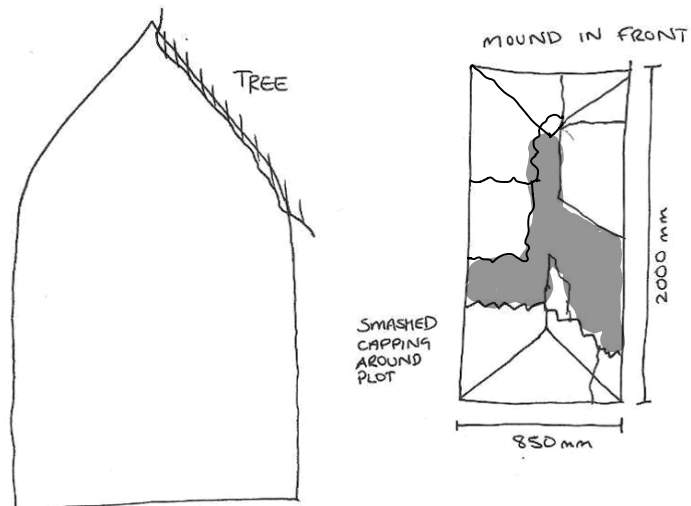 MOUND IN FRONT
TREE
2000 mm
SMASHED
CAPPING
AROUND
PLOT
850mm